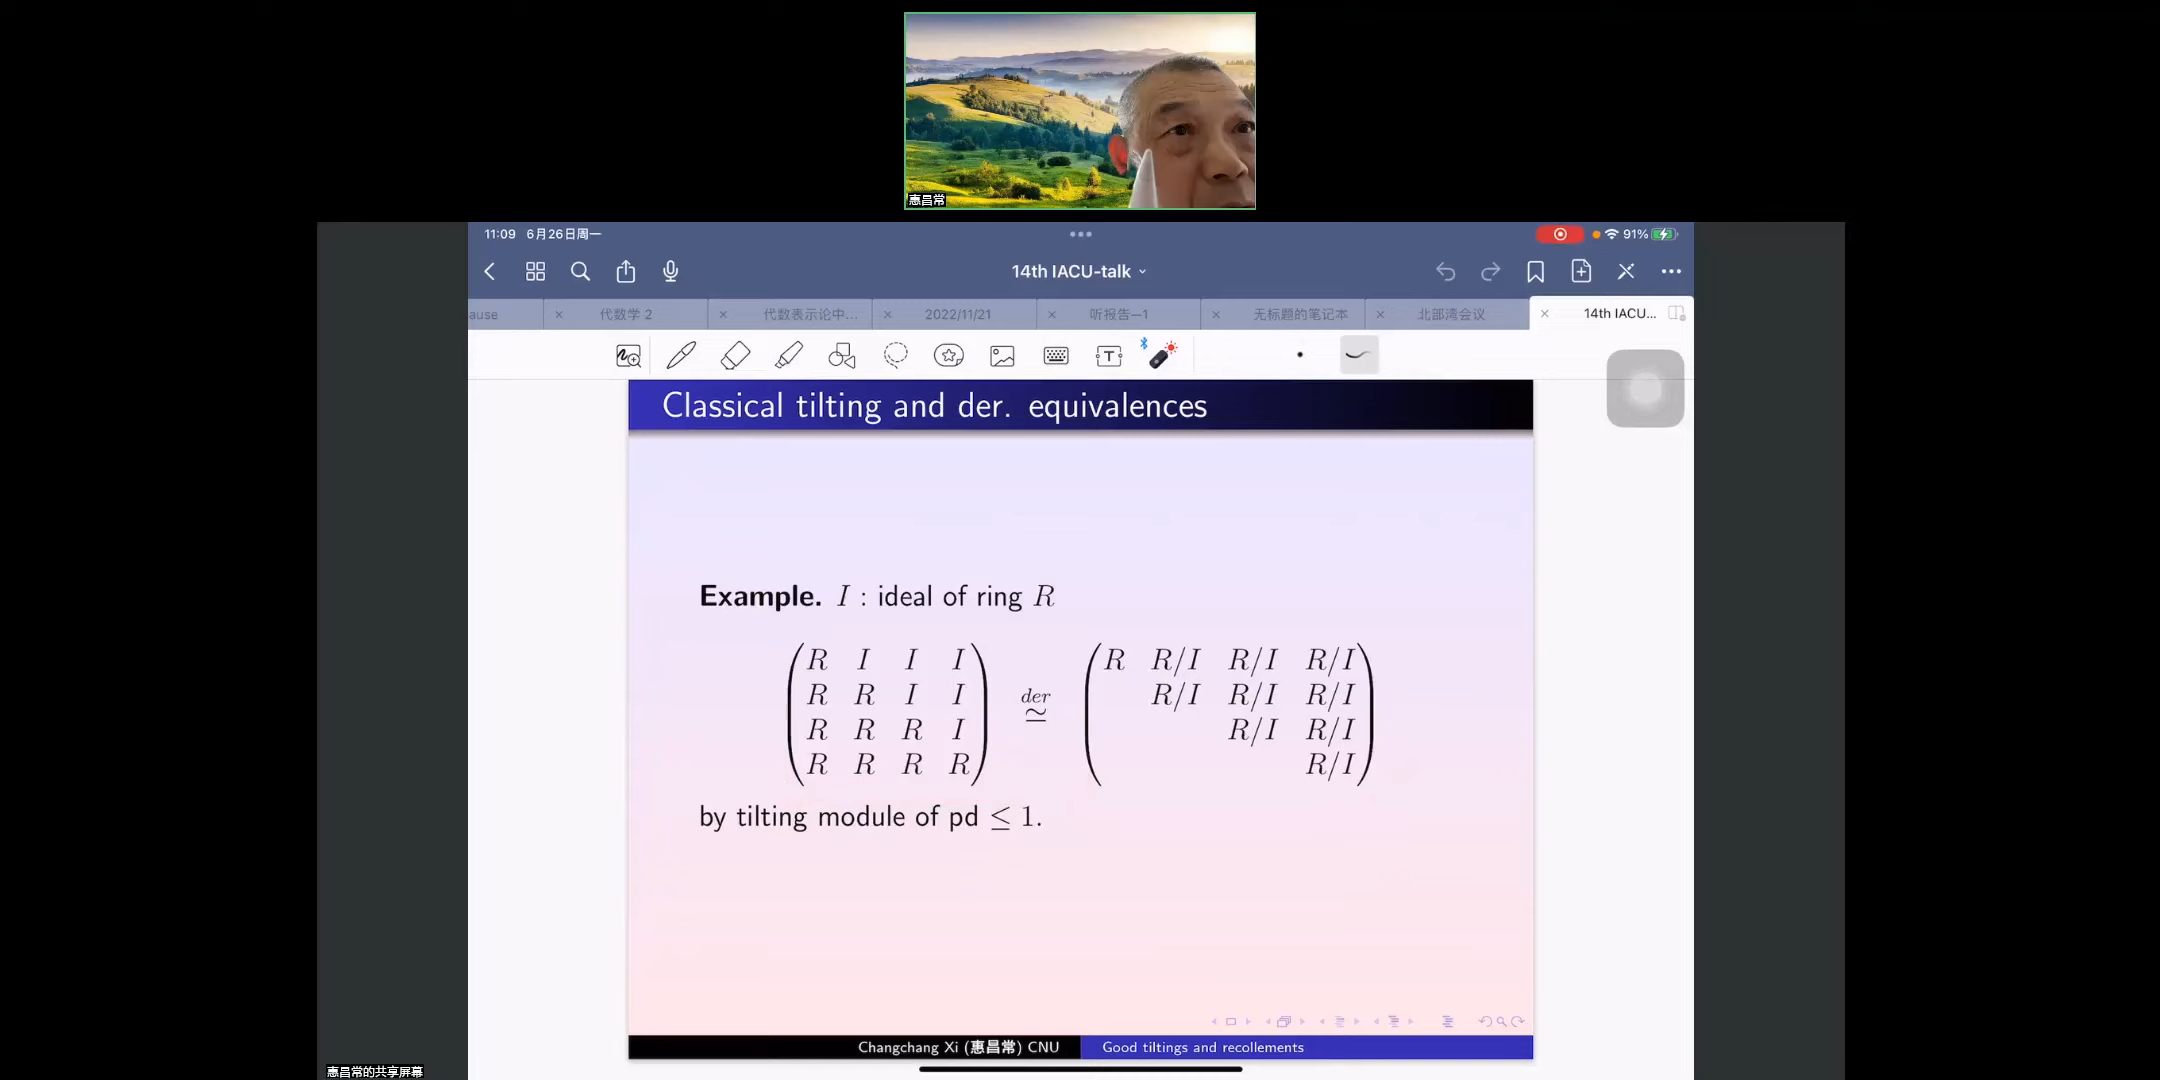 惠昌常
11:09 6月26日周一
91%
14th IACU-talk
ause
代数学 2
代数表示论中...
2022/11/21
听报告—1
无标题的笔记本
北部湾会议
14th IACU...
Classical tilting and der. equivalences
Example. I : ideal of ring R
R I I I
R R I I
R R R I
R R R R
der
≃
R R/I R/I R/I
R/I R/I R/I
R/I R/I
R/I
by tilting module of pd ≤ 1.
Changchang Xi (惠昌常) CNU
Good tiltings and recollements
惠昌常的共享屏幕